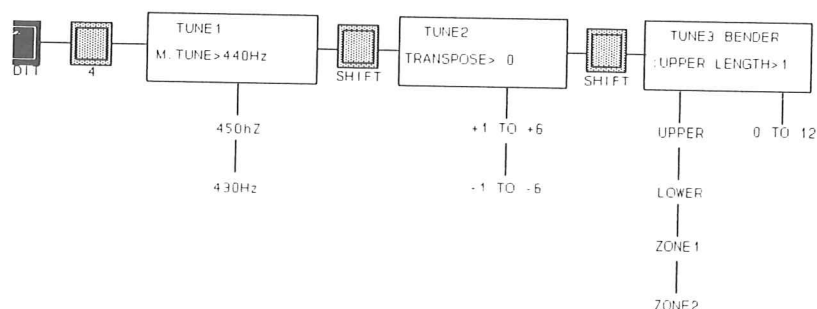 TUNE1
M.TUNE>440Hz
TUNE2
TRANSPOSE> 0
TUNE3 BENDER
:UPPER LENGTH>1
4
SHIFT
SHIFT
450hZ
430Hz
+1 TO +6
-1 TO -6
UPPER
0 TO 12
LOWER
ZONE1
ZONE2